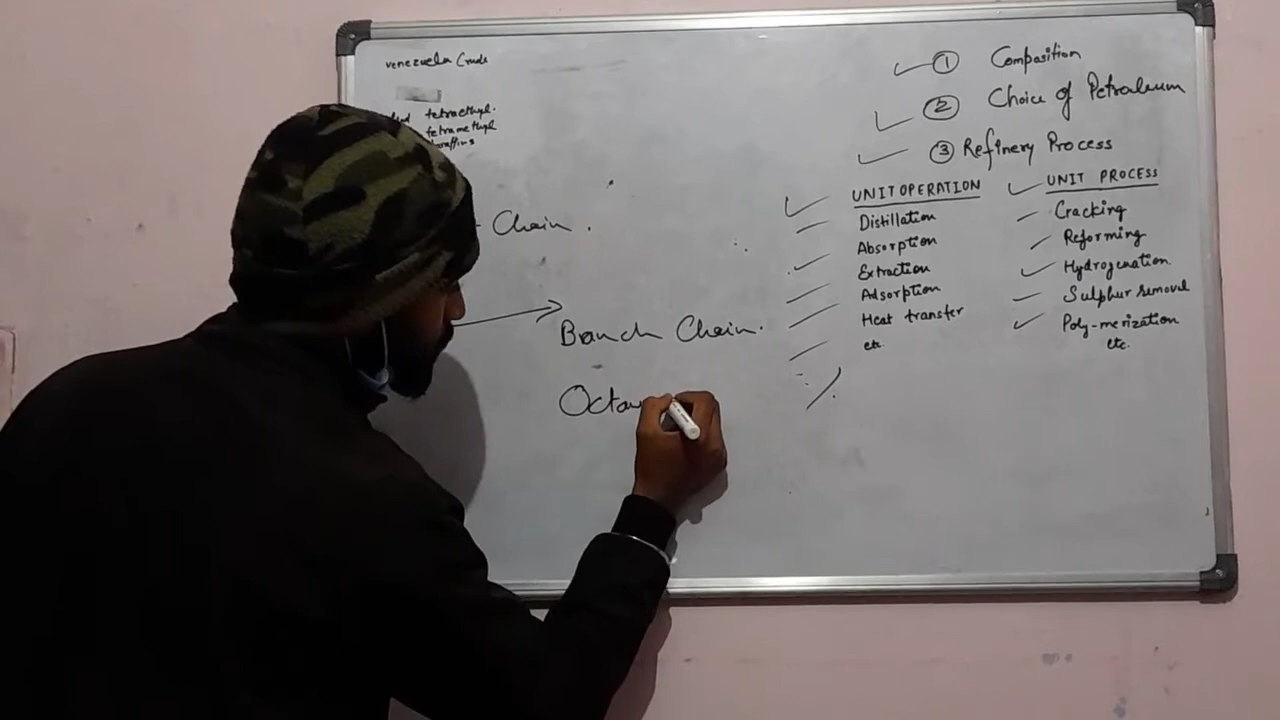 venezuela Crude
tetraethyl.
tetramethyl
Chain.
Branch Chain.
Octan
① Composition
② Choice of Petroleum
③ Refinery Process
UNIT OPERATION
Distillation
Absorption
Extraction
Adsorption
Heat transfer
etc.
UNIT PROCESS
Cracking
Reforming
Hydrogenation
Sulphur removal
Poly-merization
etc.